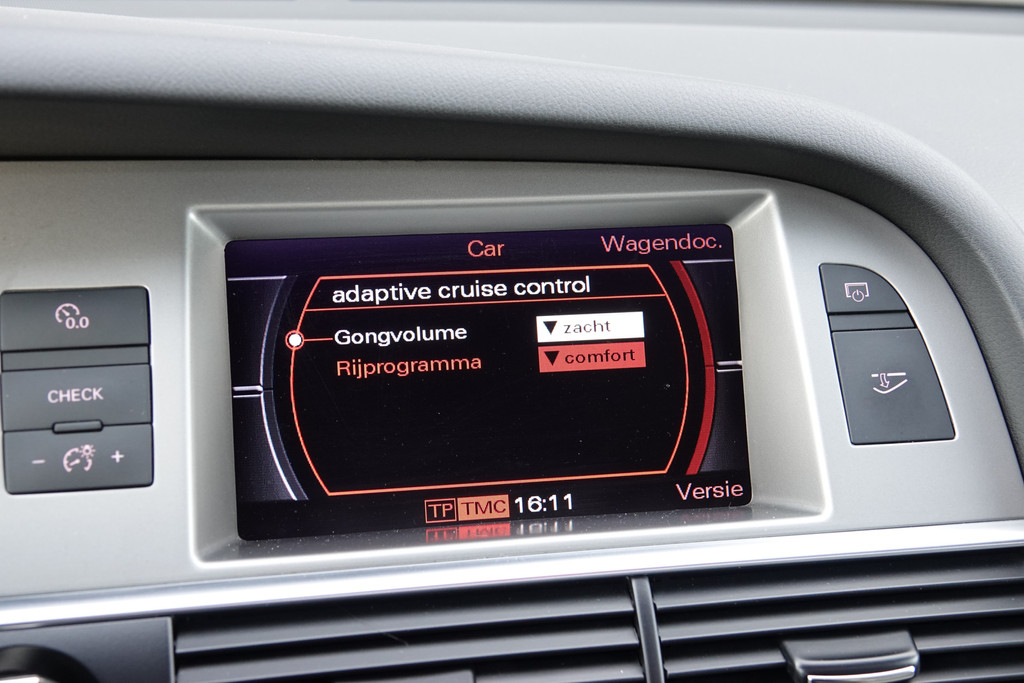 Car
Wagendoc.
adaptive cruise control
Gongvolume ▼ zacht
Rijprogramma ▼ comfort
TP TMC 16:11
Versie
0.0
CHECK
- +